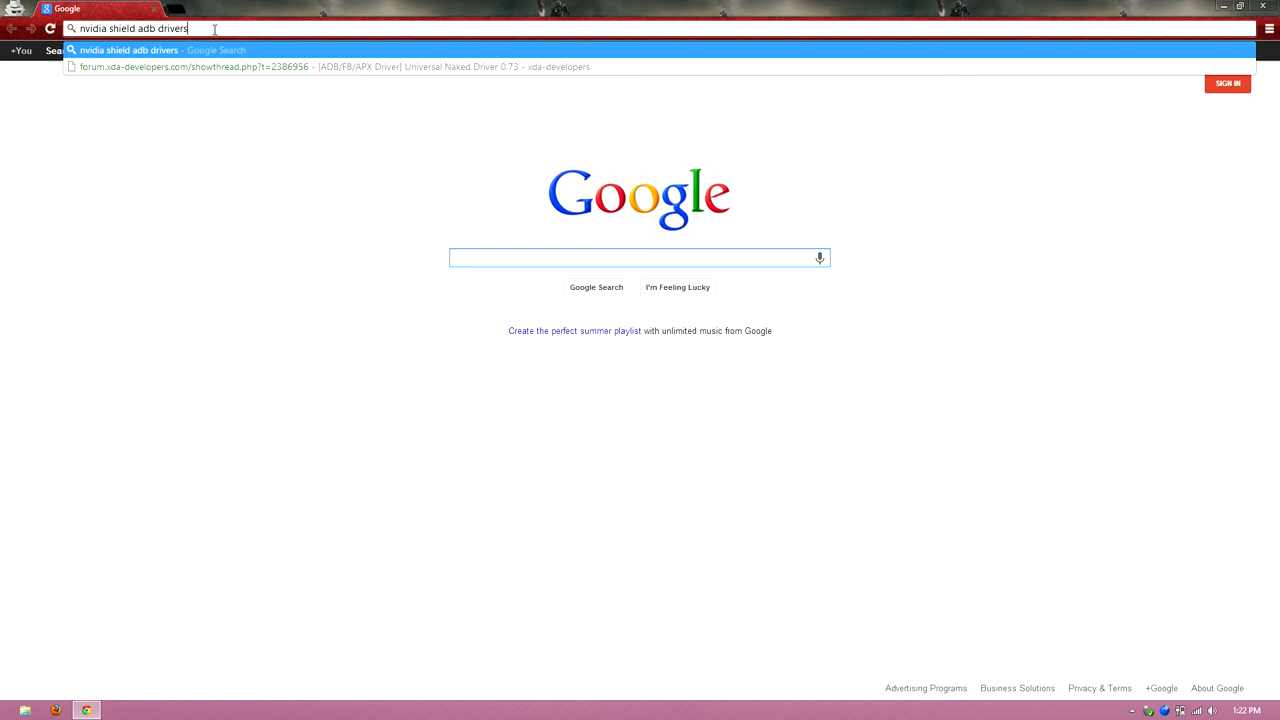 Google
nvidia shield adb drivers
+You
nvidia shield adb drivers - Google Search
forum.xda-developers.com/showthread.php?t=2386956 - [ADB/FB/APX Driver] Universal Naked Driver 0.73 - xda-developers
SIGN IN
Google
Google Search
I'm Feeling Lucky
Create the perfect summer playlist with unlimited music from Google
Advertising Programs
Business Solutions
Privacy & Terms
+Google
About Google
1:22 PM